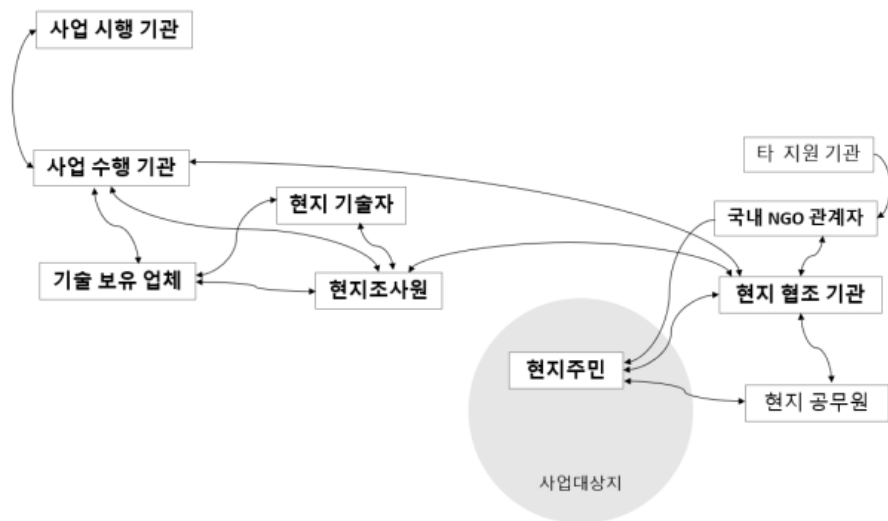 사업 시행 기관
사업 수행 기관
타 지원 기관
현지 기술자
국내 NGO 관계자
기술 보유 업체
현지조사원
현지 협조 기관
현지주민
현지 공무원
사업대상지